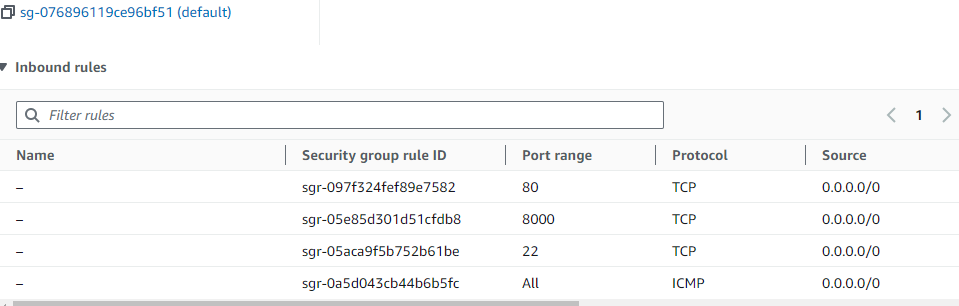 sg-076896119ce96bf51 (default)
Inbound rules
Filter rules
1
Name Security group rule ID Port range Protocol Source
– sgr-097f324fef89e7582 80 TCP 0.0.0.0/0
– sgr-05e85d301d51cfdb8 8000 TCP 0.0.0.0/0
– sgr-05aca9f5b752b61be 22 TCP 0.0.0.0/0
– sgr-0a5d043cb44b6b5fc All ICMP 0.0.0.0/0